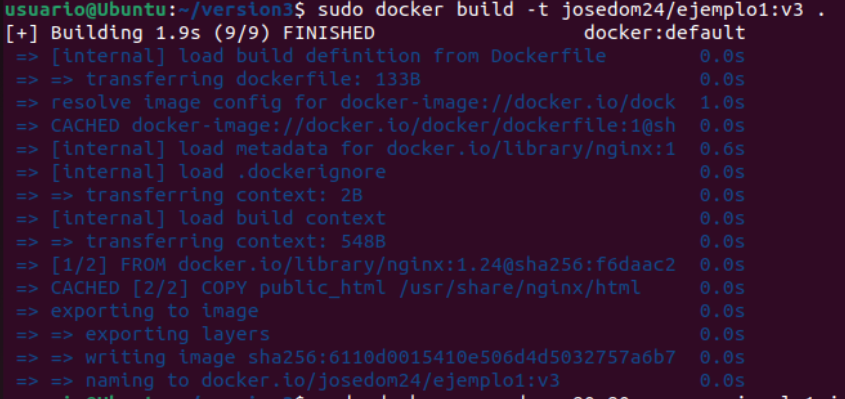 usuario@Ubuntu:~/version3$ sudo docker build -t josedom24/ejemplo1:v3 .
[+] Building 1.9s (9/9) FINISHED docker:default
=> [internal] load build definition from Dockerfile 0.0s
=> => transferring dockerfile: 133B 0.0s
=> resolve image config for docker-image://docker.io/dock 1.0s
=> CACHED docker-image://docker.io/docker/dockerfile:1@sh 0.0s
=> [internal] load metadata for docker.io/library/nginx:1 0.6s
=> [internal] load .dockerignore 0.0s
=> => transferring context: 2B 0.0s
=> [internal] load build context 0.0s
=> => transferring context: 548B 0.0s
=> [1/2] FROM docker.io/library/nginx:1.24@sha256:f6daac2 0.0s
=> CACHED [2/2] COPY public_html /usr/share/nginx/html 0.0s
=> exporting to image 0.0s
=> => exporting layers 0.0s
=> => writing image sha256:6110d0015410e506d4d5032757a6b7 0.0s
=> => naming to docker.io/josedom24/ejemplo1:v3 0.0s